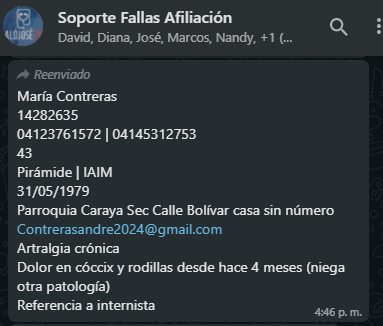 ALÓJOSÉ
Soporte Fallas Afiliación
David, Diana, José, Marcos, Nandy, +1 (...
Reenviado
María Contreras
14282635
04123761572 | 04145312753
43
Pirámide | IAIM
31/05/1979
Parroquia Caraya Sec Calle Bolívar casa sin número
Contrerasandre2024@gmail.com
Artralgia crónica
Dolor en cóccix y rodillas desde hace 4 meses (niega
otra patología)
Referencia a internista
4:46 p. m.